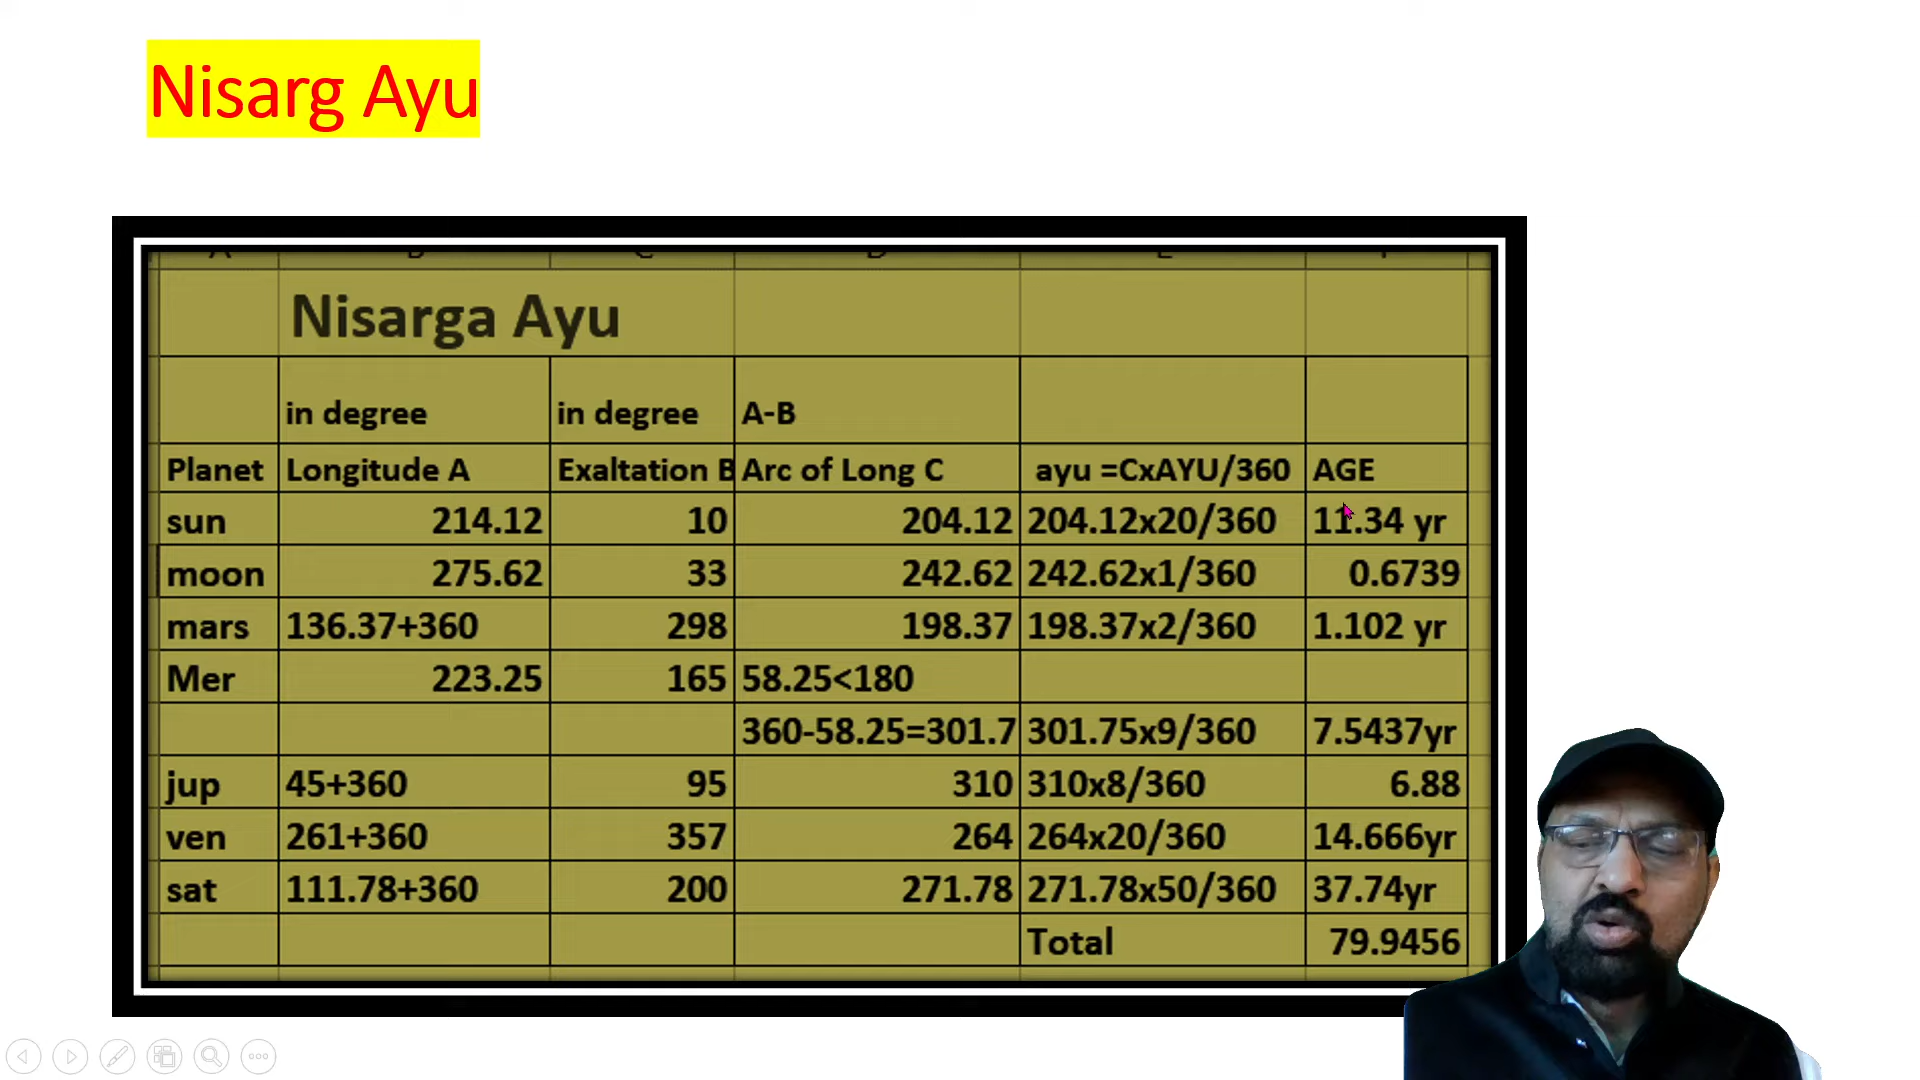 Nisarg Ayu
Nisarga Ayu
in degree in degree A-B
Planet Longitude A Exaltation B Arc of Long C ayu =CxAYU/360 AGE
sun 214.12 10 204.12 204.12x20/360 11.34 yr
moon 275.62 33 242.62 242.62x1/360 0.6739
mars 136.37+360 298 198.37 198.37x2/360 1.102 yr
Mer 223.25 165 58.25<180
360-58.25=301.7 301.75x9/360 7.5437yr
jup 45+360 95 310 310x8/360 6.88
ven 261+360 357 264 264x20/360 14.666yr
sat 111.78+360 200 271.78 271.78x50/360 37.74yr
Total 79.9456